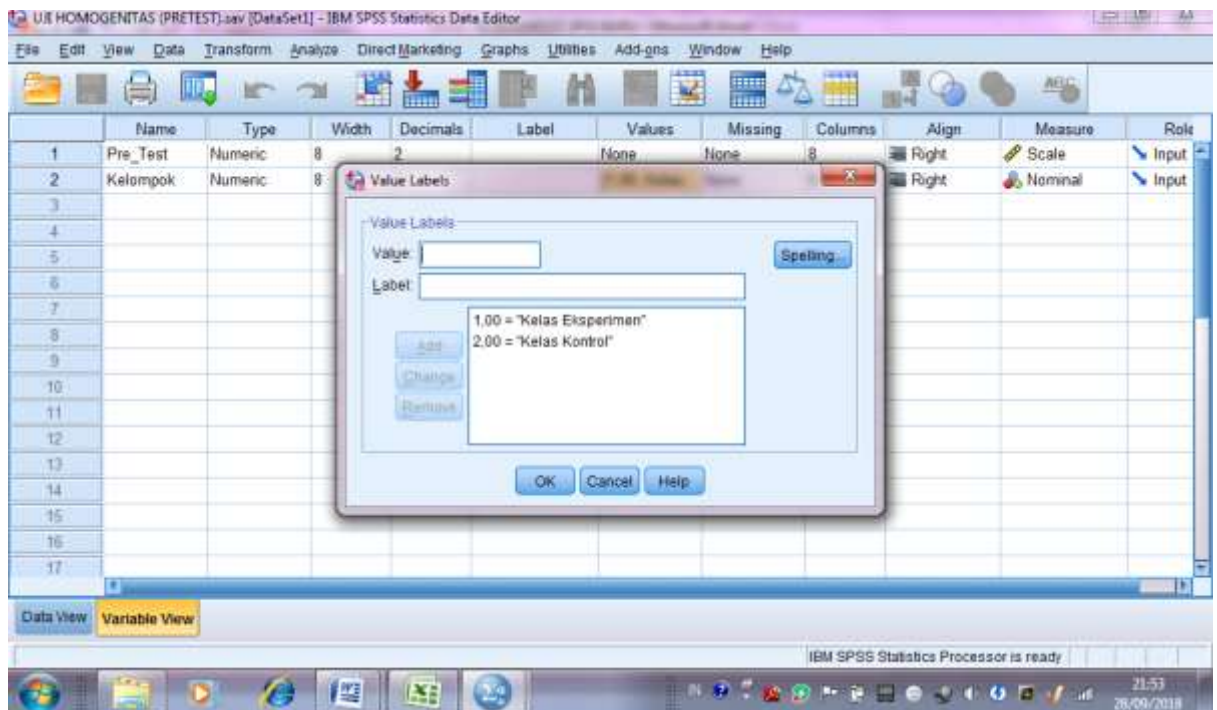 UJI HOMOGENITAS (PRETEST).sav [DataSet1] - IBM SPSS Statistics Data Editor
File Edit View Data Transform Analyze Direct Marketing Graphs Utilities Add-ons Window Help
Name Type Width Decimals Label Values Missing Columns Align Measure Role
1 Pre_Test Numeric 8 2 None None 8 Right Scale Input
2 Kelompok Numeric 8 Right Nominal Input
3
4
5
6
7
8
9
10
11
12
13
14
15
16
17
Value Labels
Value Labels
Value:
Spelling...
Label:
1,00 = "Kelas Eksperimen"
2,00 = "Kelas Kontrol"
Add
Change
Remove
OK Cancel Help
Data View Variable View
IBM SPSS Statistics Processor is ready
21:53
28/09/2018